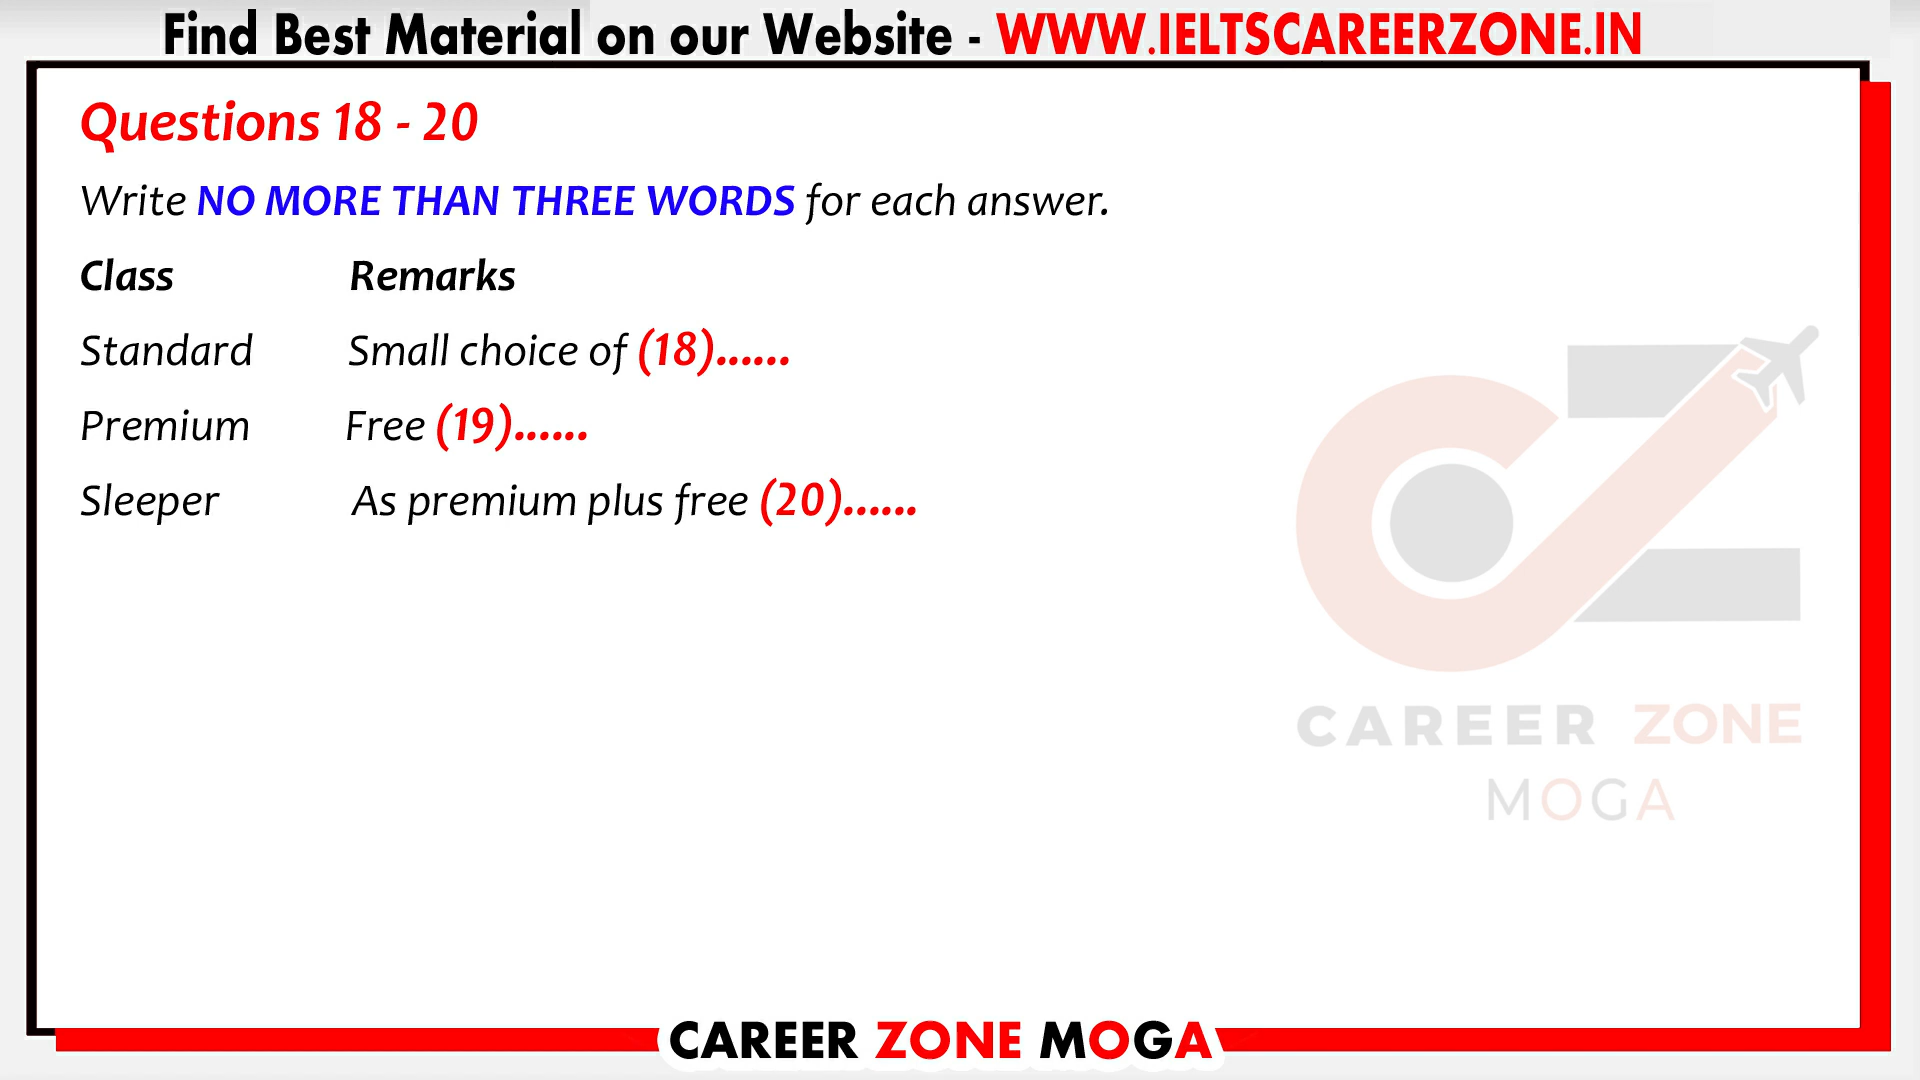 Find Best Material on our Website - WWW.IELTSCAREERZONE.IN
Questions 18 - 20
Write NO MORE THAN THREE WORDS for each answer.
Class Remarks
Standard Small choice of (18)......
Premium Free (19)......
Sleeper As premium plus free (20)......
CAREER ZONE
MOGA
CAREER ZONE MOGA